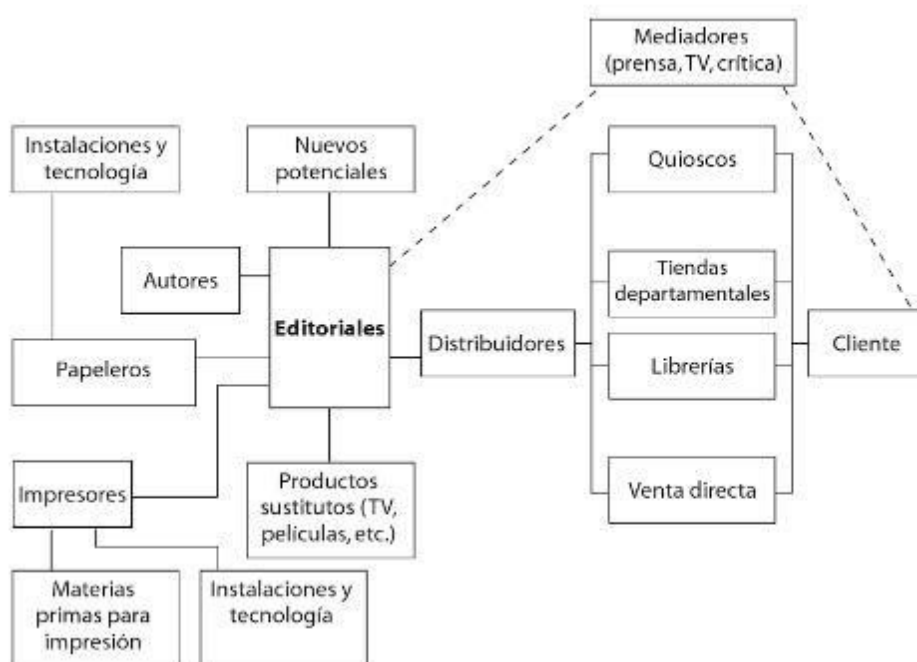 Mediadores
(prensa, TV, crítica)
Instalaciones y
tecnología
Nuevos
potenciales
Quioscos
Autores
Editoriales
Tiendas
departamentales
Papeleros
Distribuidores
Librerías
Cliente
Impresores
Productos
sustitutos (TV,
películas, etc.)
Venta directa
Materias
primas para
impresión
Instalaciones y
tecnología